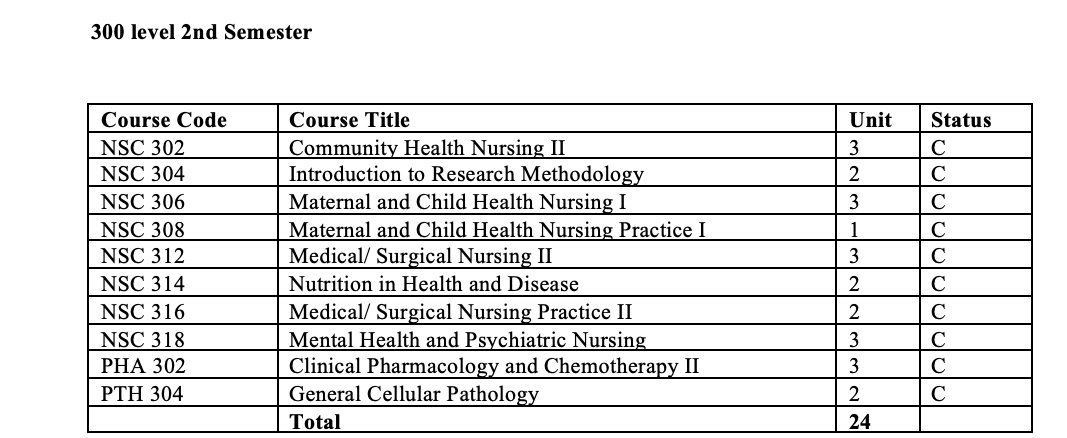 300 level 2nd Semester
Course Code Course Title Unit Status
NSC 302 Community Health Nursing II 3 C
NSC 304 Introduction to Research Methodology 2 C
NSC 306 Maternal and Child Health Nursing I 3 C
NSC 308 Maternal and Child Health Nursing Practice I 1 C
NSC 312 Medical/ Surgical Nursing II 3 C
NSC 314 Nutrition in Health and Disease 2 C
NSC 316 Medical/ Surgical Nursing Practice II 2 C
NSC 318 Mental Health and Psychiatric Nursing 3 C
PHA 302 Clinical Pharmacology and Chemotherapy II 3 C
PTH 304 General Cellular Pathology 2 C
Total 24